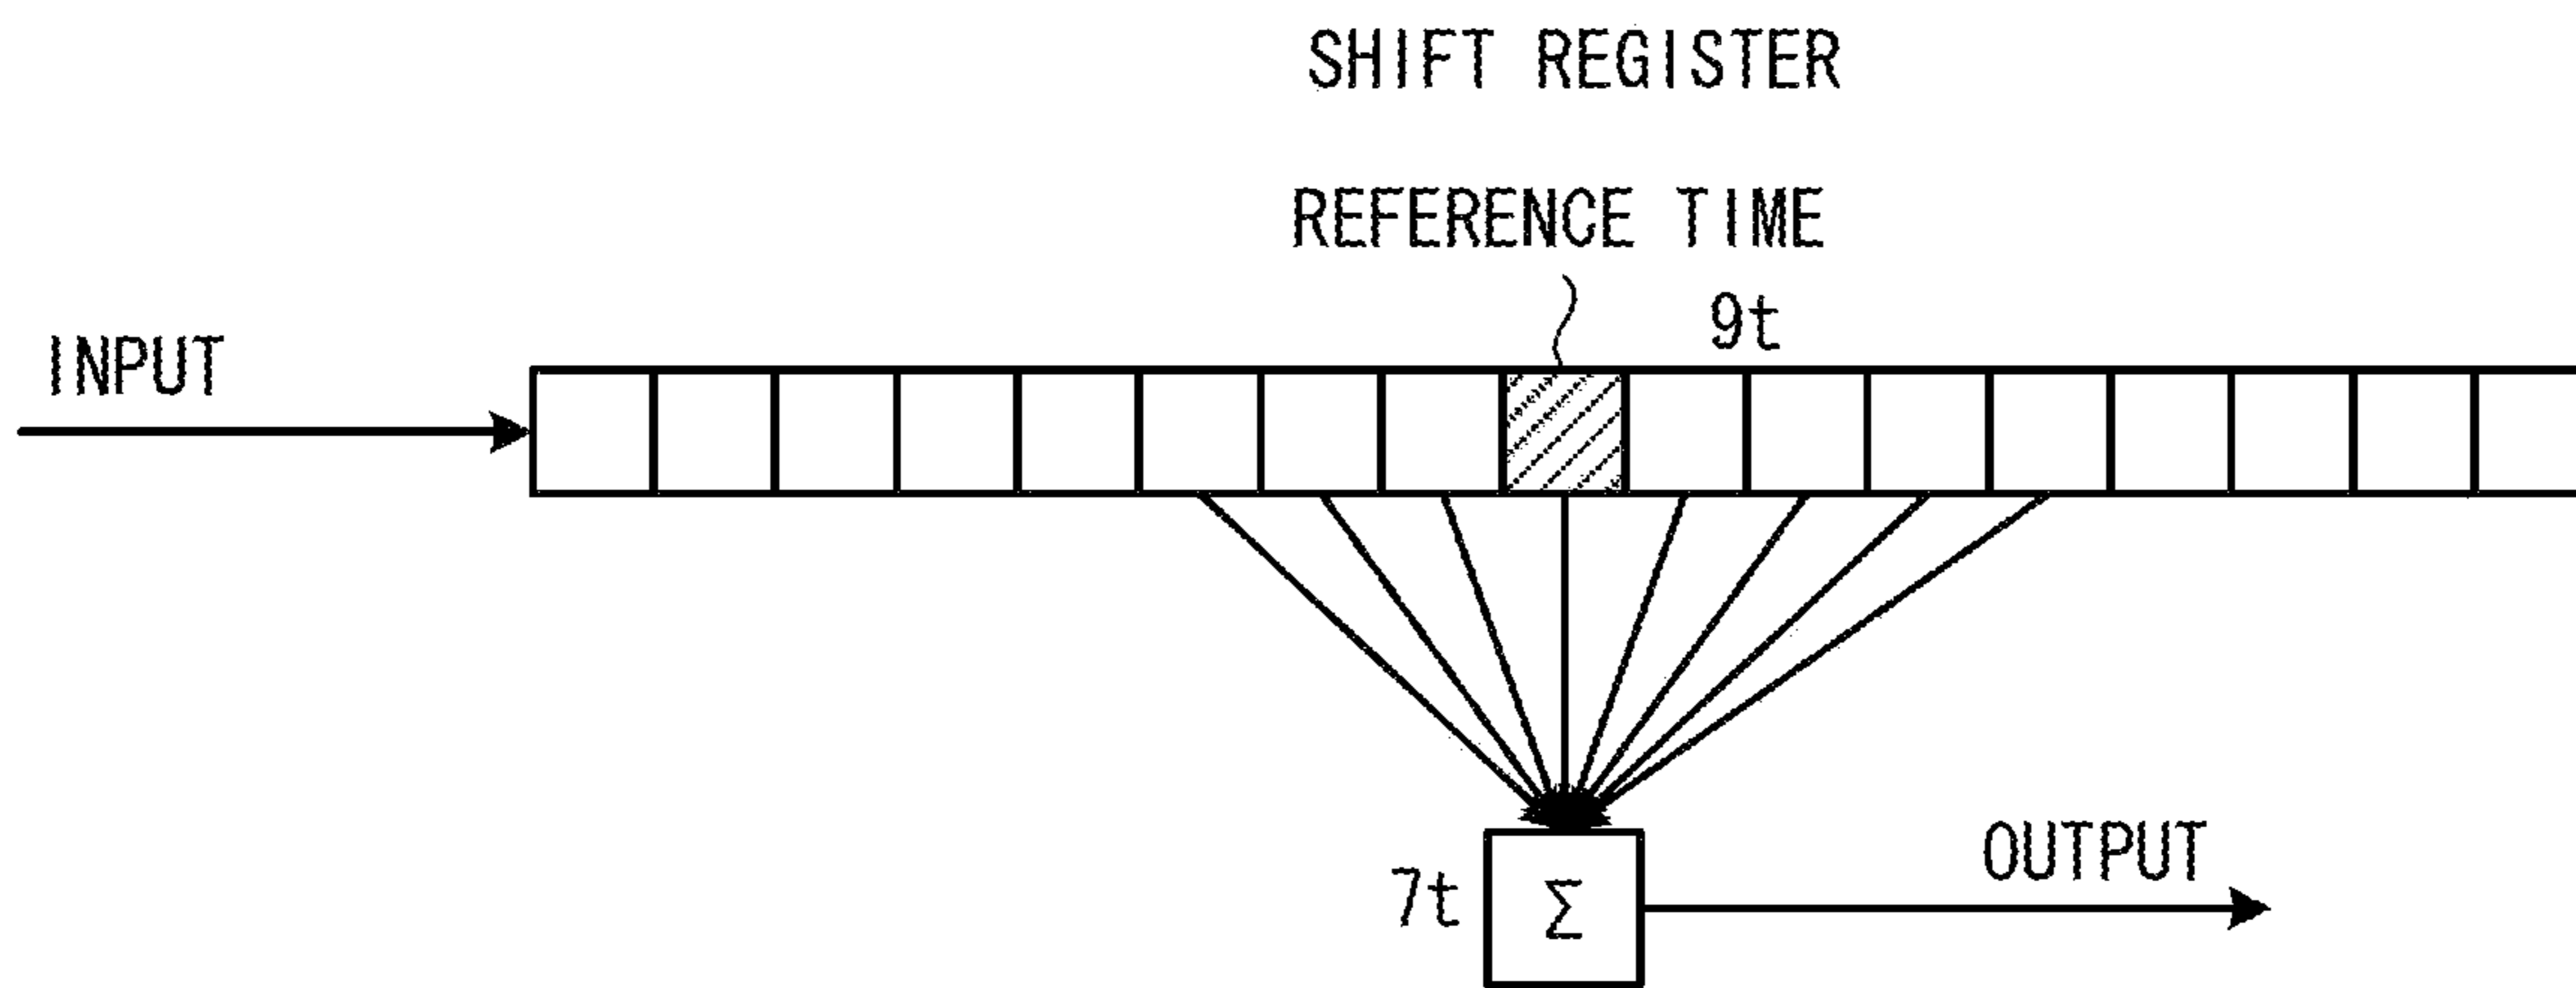 SHIFT REGISTER
REFERENCE TIME
9t
INPUT
7t
Σ
OUTPUT